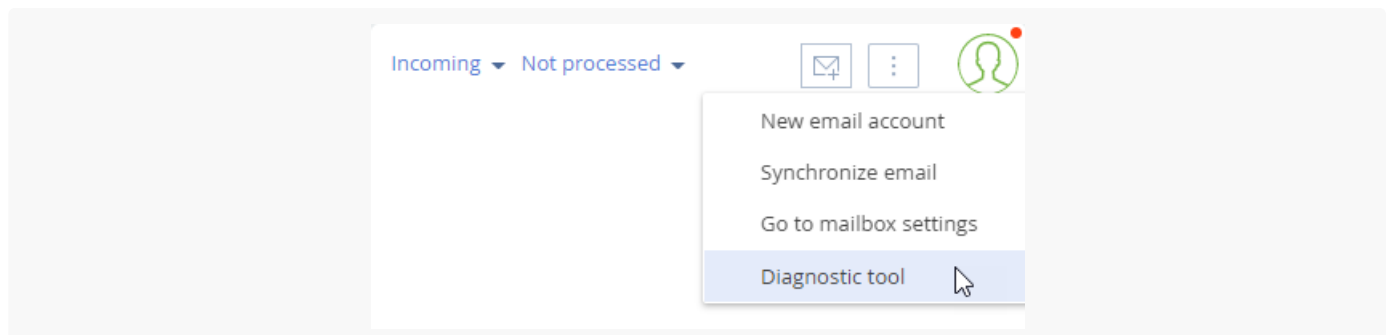 Incoming Not processed
New email account
Synchronize email
Go to mailbox settings
Diagnostic tool